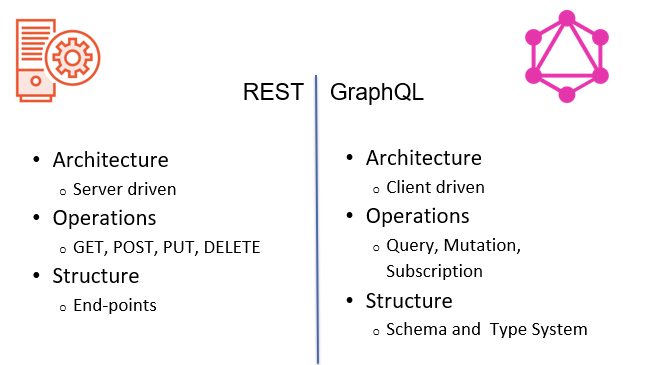 REST
• Architecture
o Server driven
• Operations
o GET, POST, PUT, DELETE
• Structure
o End-points
GraphQL
• Architecture
o Client driven
• Operations
o Query, Mutation,
Subscription
• Structure
o Schema and  Type System